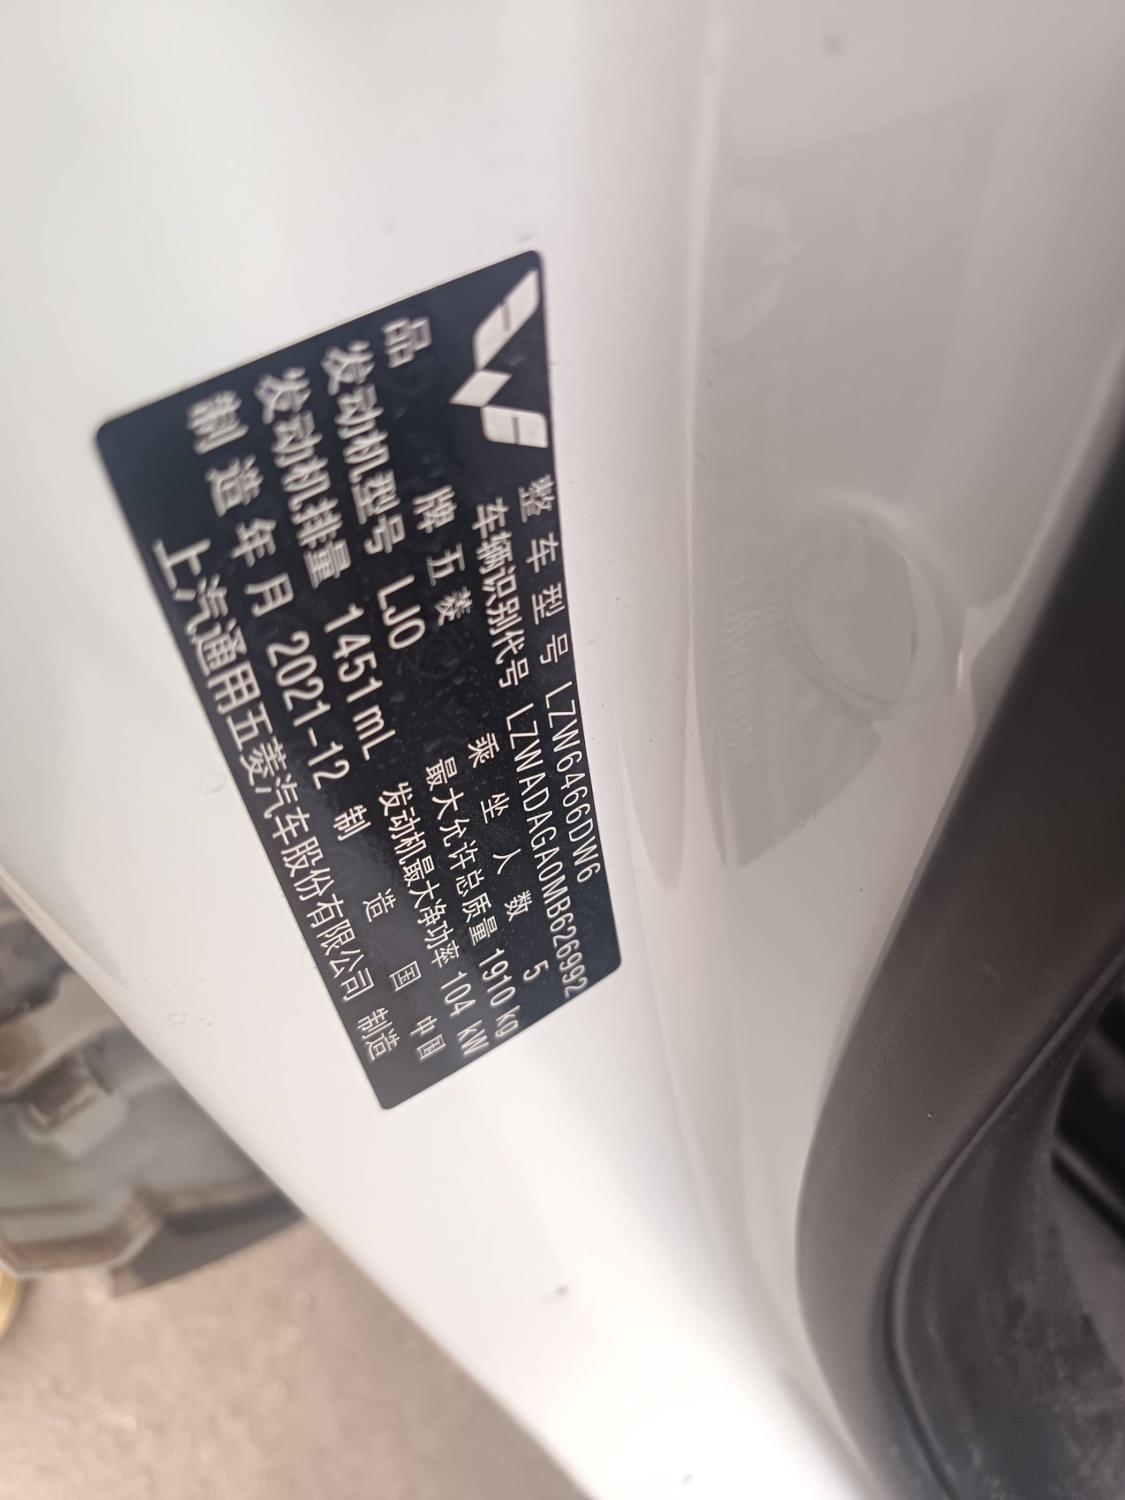 整车型号 LZW6466DW6
车辆识别代号 LZWADAGA0MB626992
品牌 五菱 乘坐人数 5
发动机型号 LJO 最大允许总质量 1910 kg
发动机排量 1451 mL 发动机最大净功率 104 kW
制造年月 2021-12 制造国 中国
上汽通用五菱汽车股份有限公司 制造